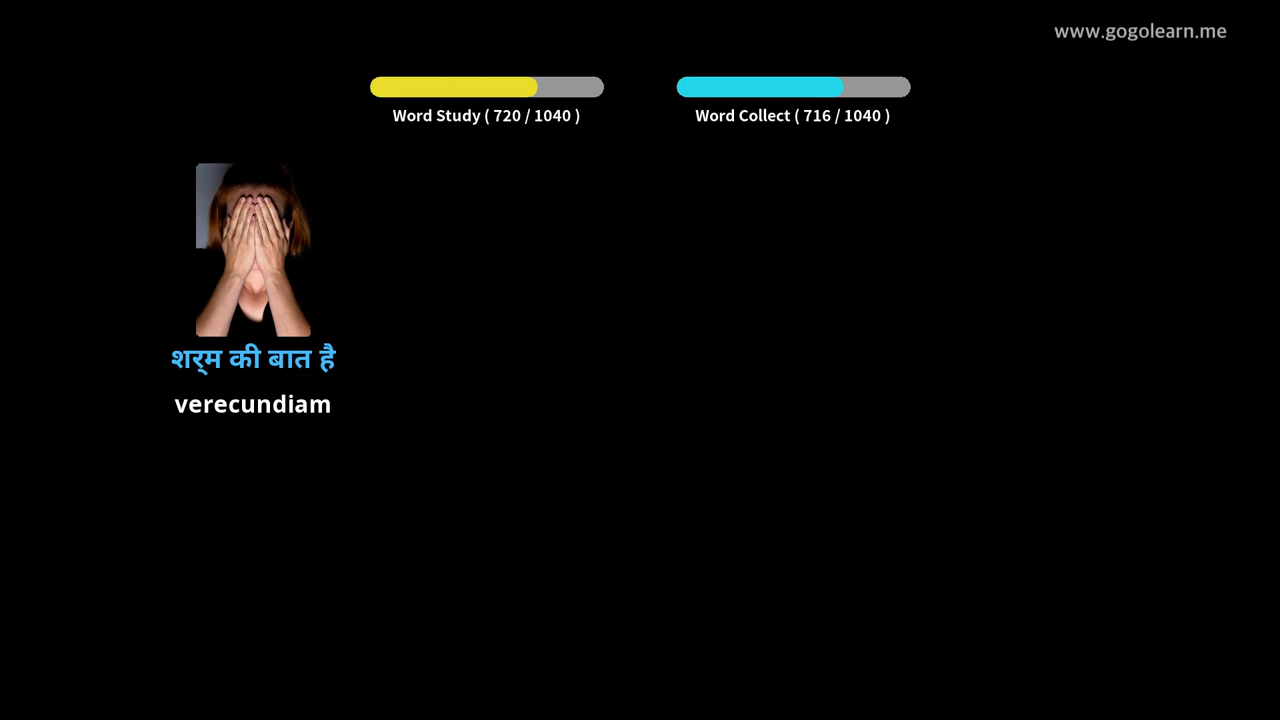 www.gogolearn.me
Word Study ( 720 / 1040 )
Word Collect ( 716 / 1040 )
शर्म की बात है
verecundiam